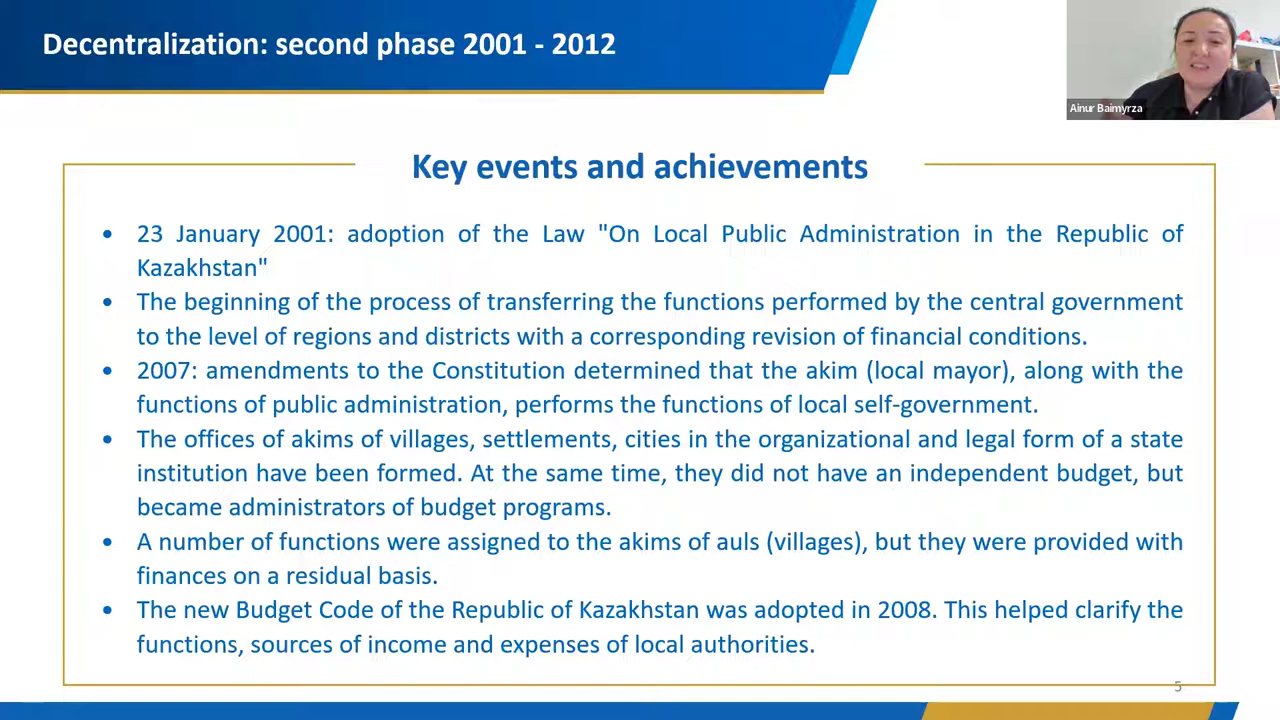 Decentralization: second phase 2001 - 2012
Ainur Baimyrza
Key events and achievements
• 23 January 2001: adoption of the Law "On Local Public Administration in the Republic of
Kazakhstan"
• The beginning of the process of transferring the functions performed by the central government
to the level of regions and districts with a corresponding revision of financial conditions.
• 2007: amendments to the Constitution determined that the akim (local mayor), along with the
functions of public administration, performs the functions of local self-government.
• The offices of akims of villages, settlements, cities in the organizational and legal form of a state
institution have been formed. At the same time, they did not have an independent budget, but
became administrators of budget programs.
• A number of functions were assigned to the akims of auls (villages), but they were provided with
finances on a residual basis.
• The new Budget Code of the Republic of Kazakhstan was adopted in 2008. This helped clarify the
functions, sources of income and expenses of local authorities.
5